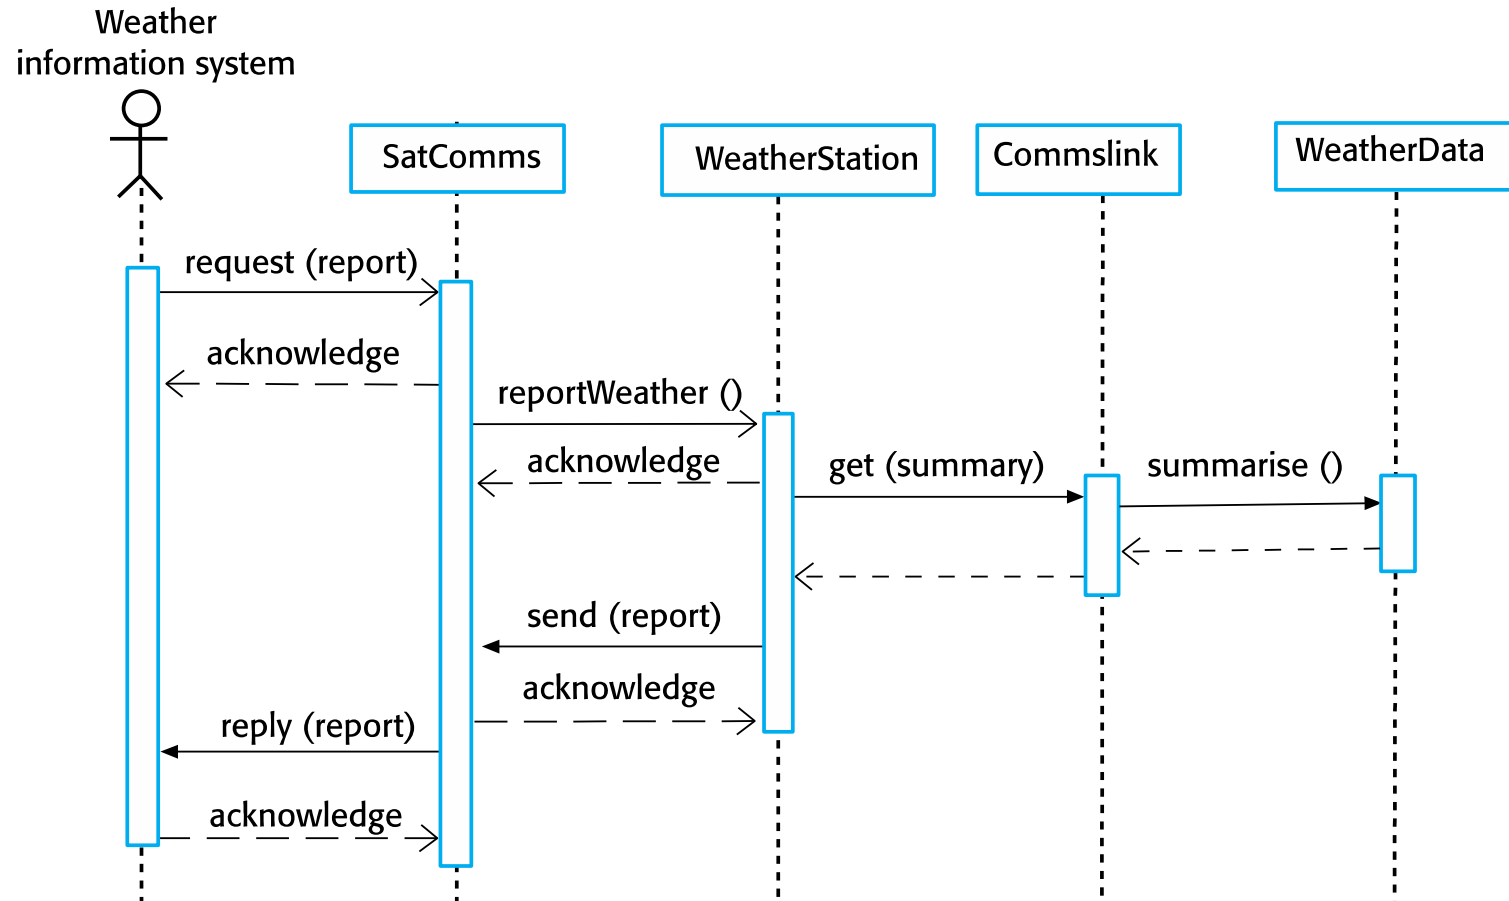 Weather
information system
SatComms
WeatherStation
Commslink
WeatherData
request (report)
acknowledge
reportWeather ()
acknowledge
get (summary)
summarise ()
send (report)
acknowledge
reply (report)
acknowledge